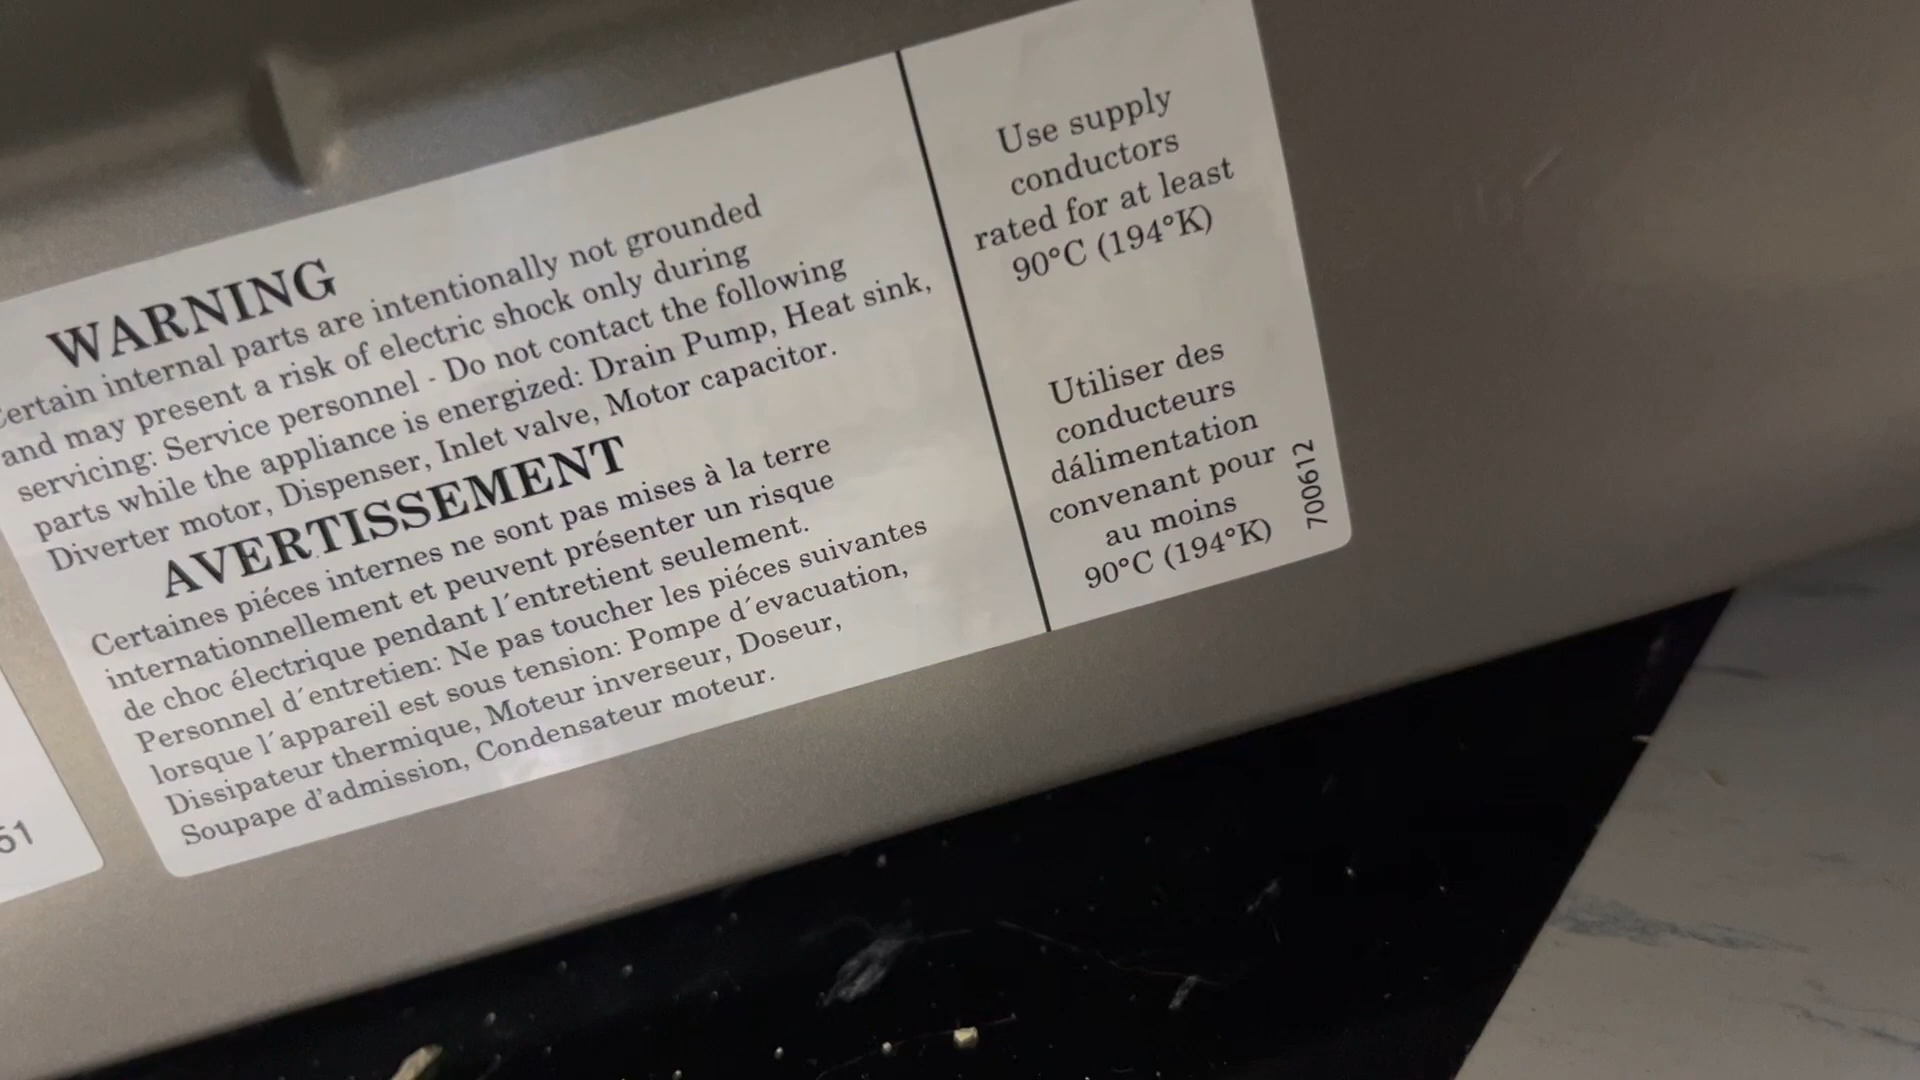 WARNING
Certain internal parts are intentionally not grounded
and may present a risk of electric shock only during
servicing: Service personnel - Do not contact the following
parts while the appliance is energized: Drain Pump, Heat sink,
Diverter motor, Dispenser, Inlet valve, Motor capacitor.
AVERTISSEMENT
Certaines piéces internes ne sont pas mises à la terre
internationnellement et peuvent présenter un risque
de choc électrique pendant l´entretient seulement.
Personnel d´entretien: Ne pas toucher les piéces suivantes
lorsque l´appareil est sous tension: Pompe d´evacuation,
Dissipateur thermique, Moteur inverseur, Doseur,
Soupape d'admission, Condensateur moteur.
Use supply
conductors
rated for at least
90°C (194°K)
Utiliser des
conducteurs
dálimentation
convenant pour
au moins
90°C (194°K)
700612
51